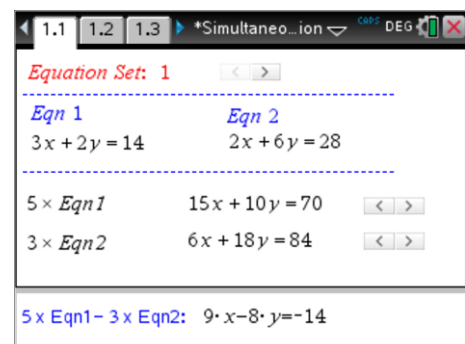 1.1 1.2 1.3 *Simultaneo...ion CAPS DEG
Equation Set: 1 < >
Eqn 1 Eqn 2
3x+2y=14 2x+6y=28
5 × Eqn1 15x+10y=70 < >
3 × Eqn2 6x+18y=84 < >
5 x Eqn1– 3 x Eqn2: 9·x–8·y=-14